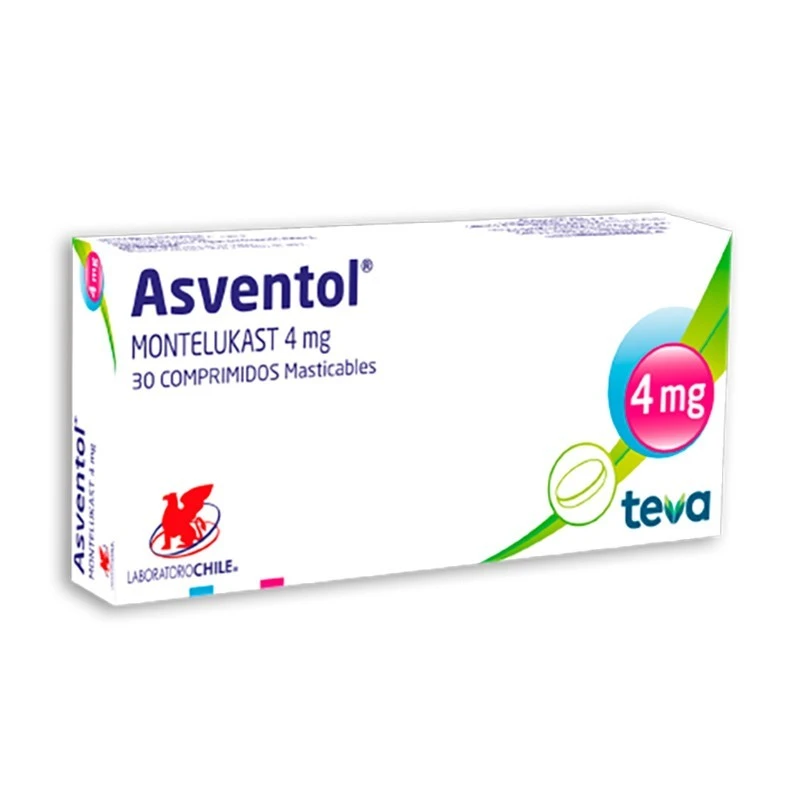 Asventol®
MONTELUKAST 4 mg
30 COMPRIMIDOS Masticables
4 mg
teva
LABORATORIOCHILE®
4 mg
Asventol®
MONTELUKAST 4 mg